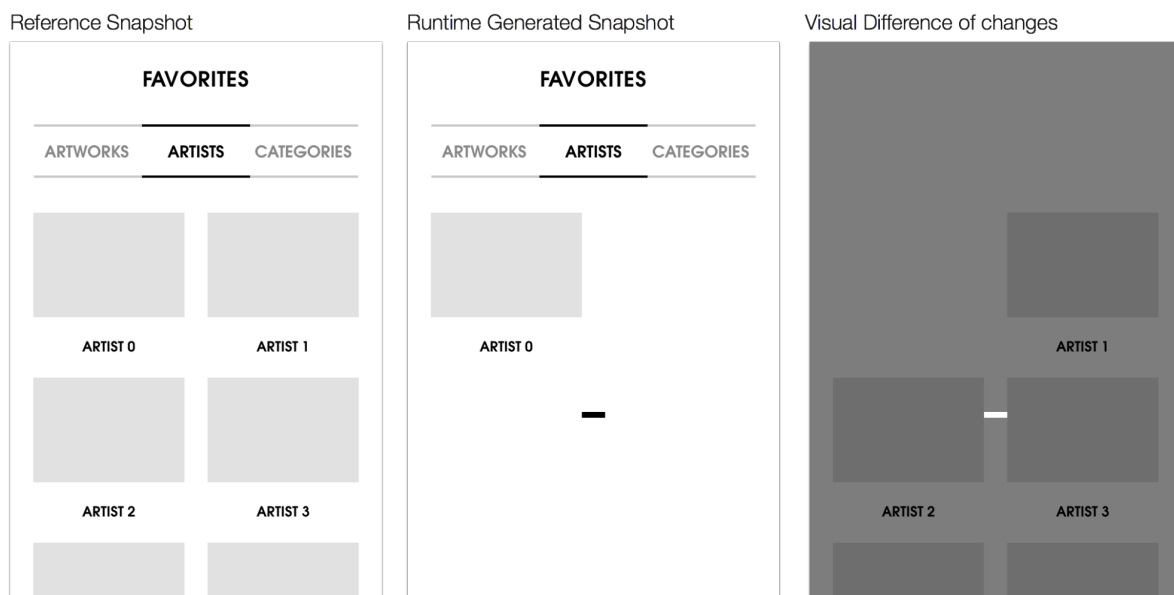 Reference Snapshot
FAVORITES
ARTWORKS ARTISTS CATEGORIES
ARTIST 0 ARTIST 1
ARTIST 2 ARTIST 3
Runtime Generated Snapshot
FAVORITES
ARTWORKS ARTISTS CATEGORIES
ARTIST 0
Visual Difference of changes
ARTIST 1
ARTIST 2 ARTIST 3